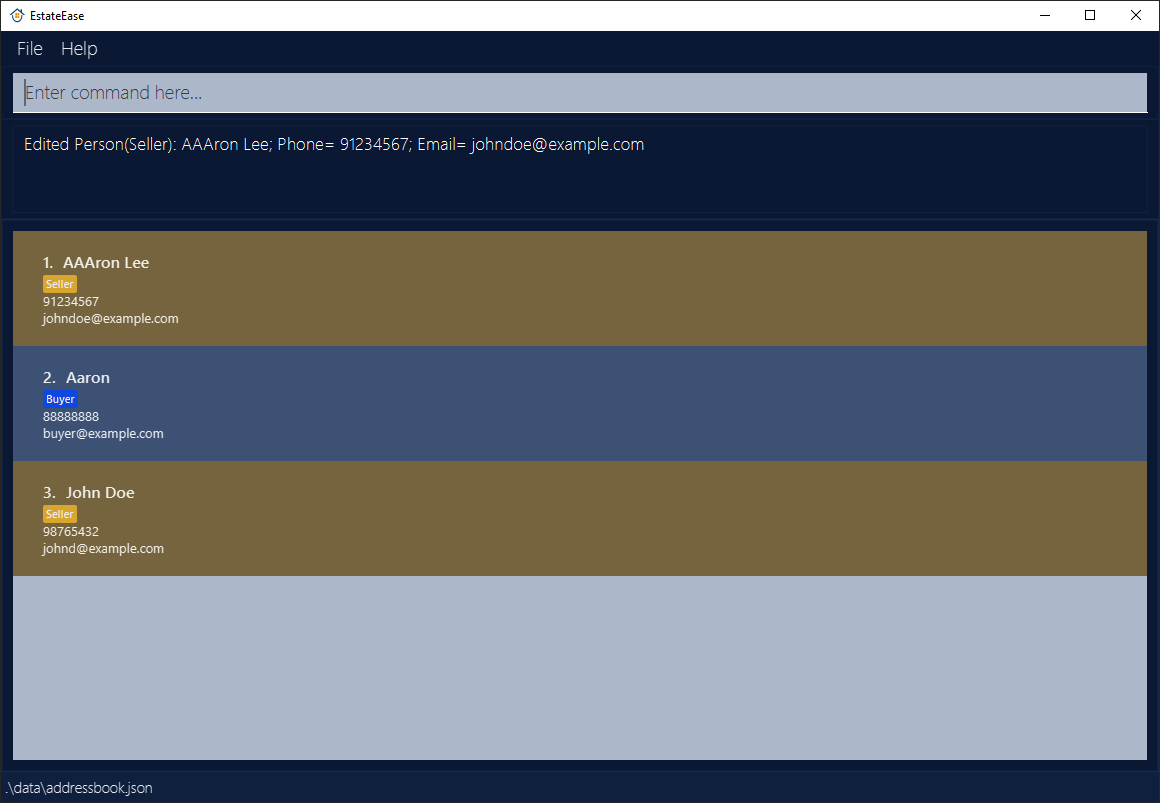 EstateEase
File Help
Enter command here...
Edited Person(Seller): AAAron Lee; Phone= 91234567; Email= johndoe@example.com
1. AAAron Lee
Seller
91234567
johndoe@example.com
2. Aaron
Buyer
88888888
buyer@example.com
3. John Doe
Seller
98765432
johnd@example.com
.\data\addressbook.json